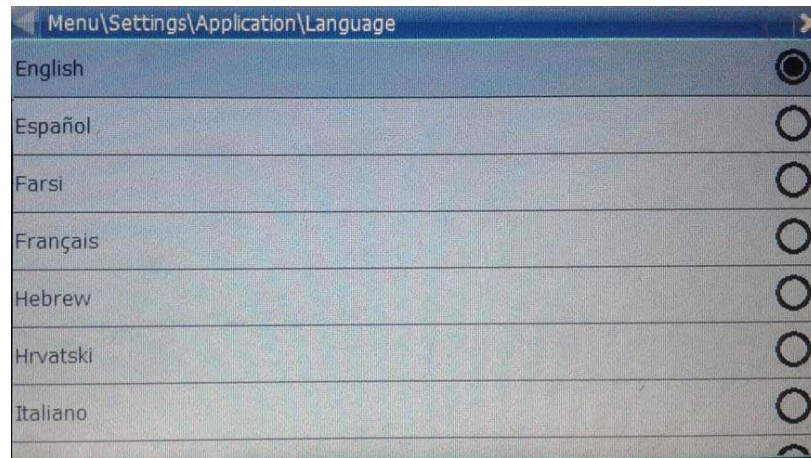 Menu\Settings\Application\Language
English
Español
Farsi
Français
Hebrew
Hrvatski
Italiano